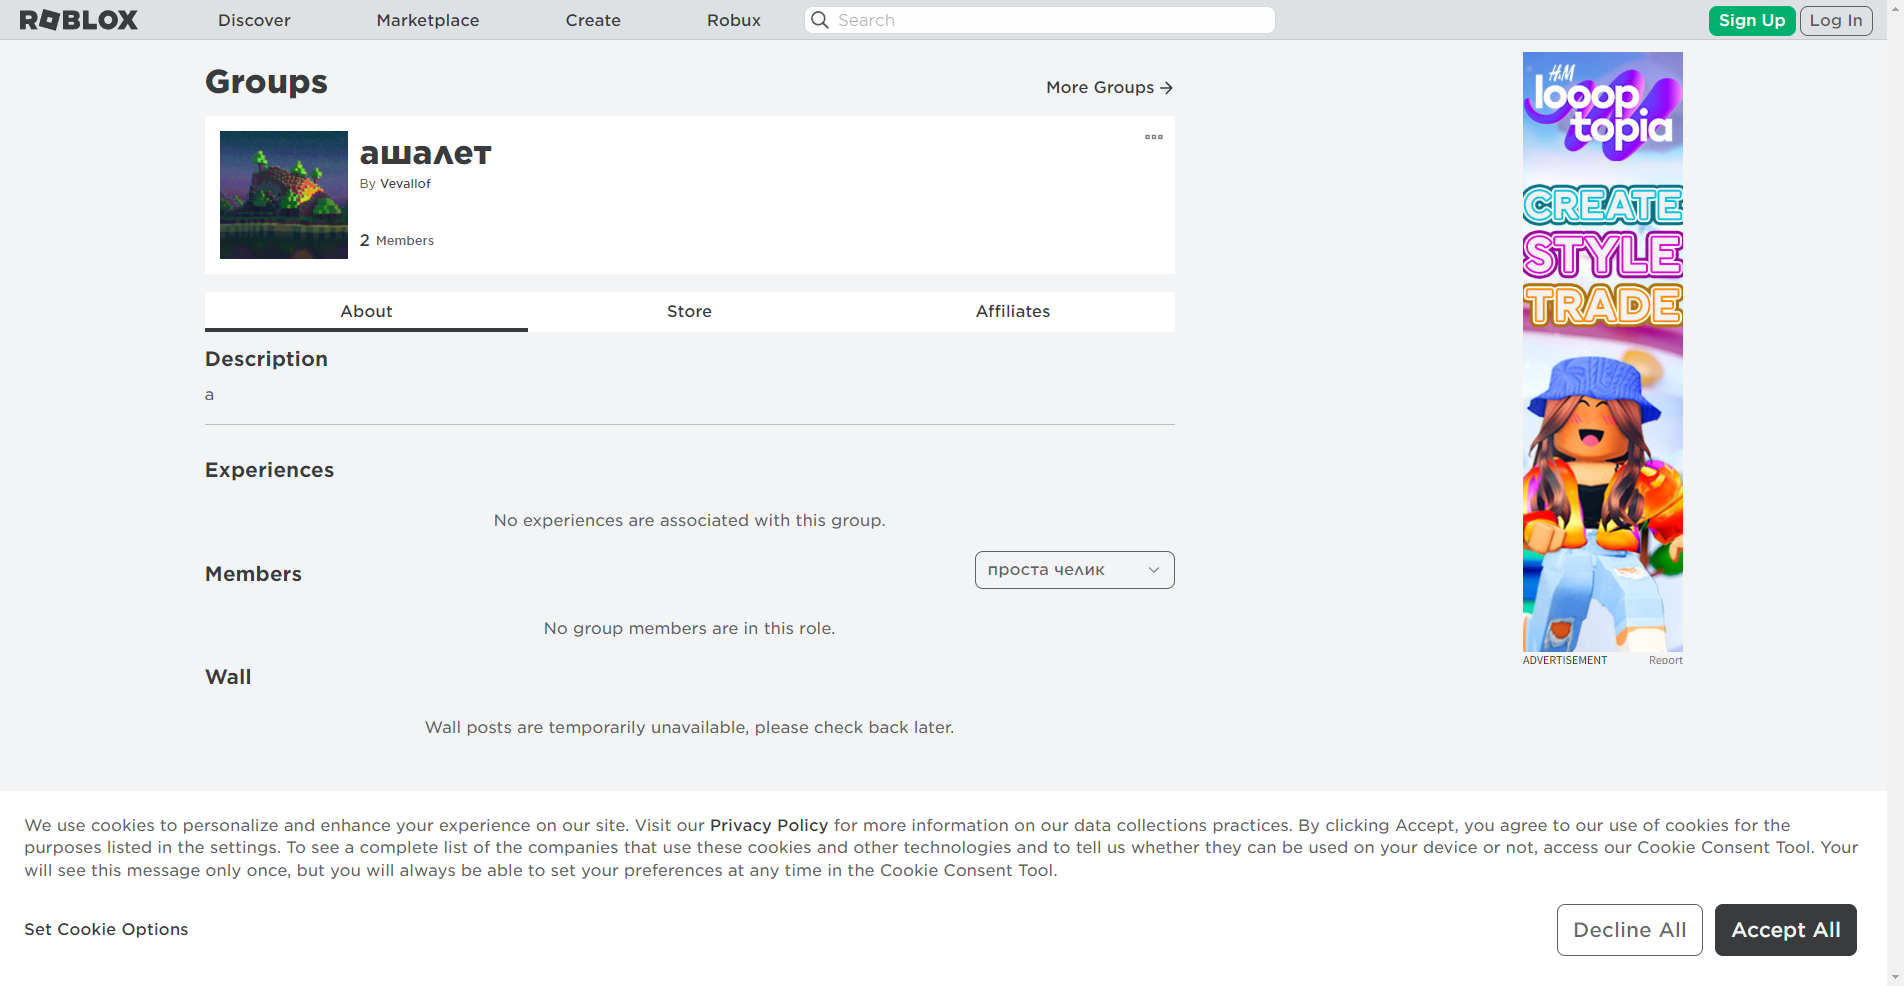 ROBLOX Discover Marketplace Create Robux Search Sign Up Log In
Groups
More Groups →
ашалет
By Vevallof
2 Members
About Store Affiliates
Description
а
Experiences
No experiences are associated with this group.
Members
проста челик
No group members are in this role.
Wall
Wall posts are temporarily unavailable, please check back later.
H&M
looop
topia
CREATE
STYLE
TRADE
ADVERTISEMENT Report
We use cookies to personalize and enhance your experience on our site. Visit our Privacy Policy for more information on our data collections practices. By clicking Accept, you agree to our use of cookies for the
purposes listed in the settings. To see a complete list of the companies that use these cookies and other technologies and to tell us whether they can be used on your device or not, access our Cookie Consent Tool. Your
will see this message only once, but you will always be able to set your preferences at any time in the Cookie Consent Tool.
Set Cookie Options
Decline All Accept All